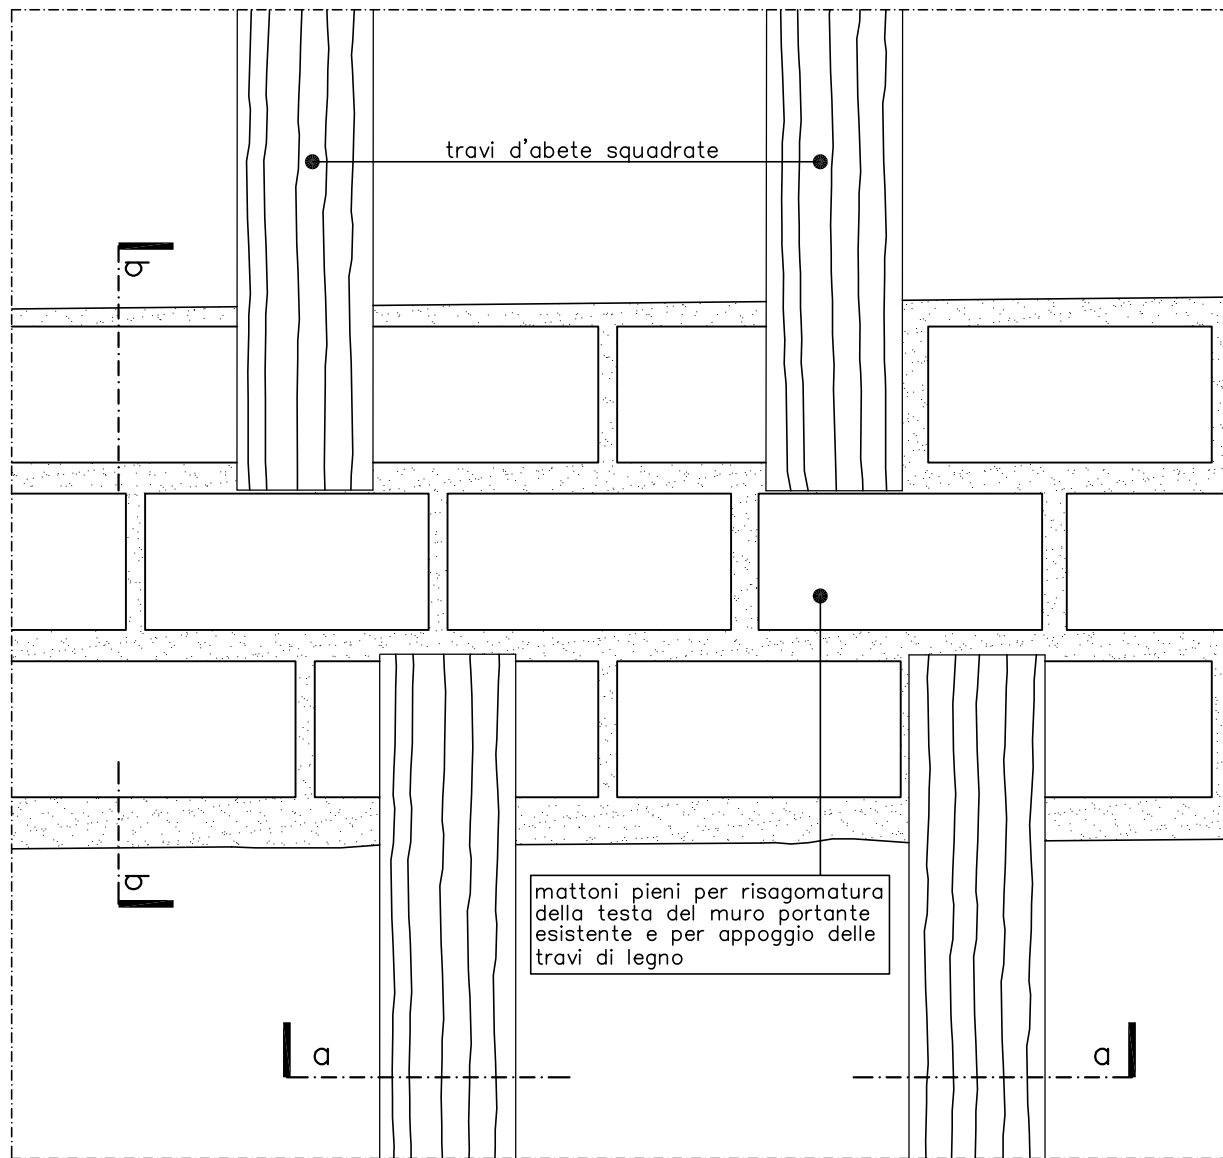 travi d'abete squadrate
b
b
mattoni pieni per risagomatura
della testa del muro portante
esistente e per appoggio delle
travi di legno
a
a